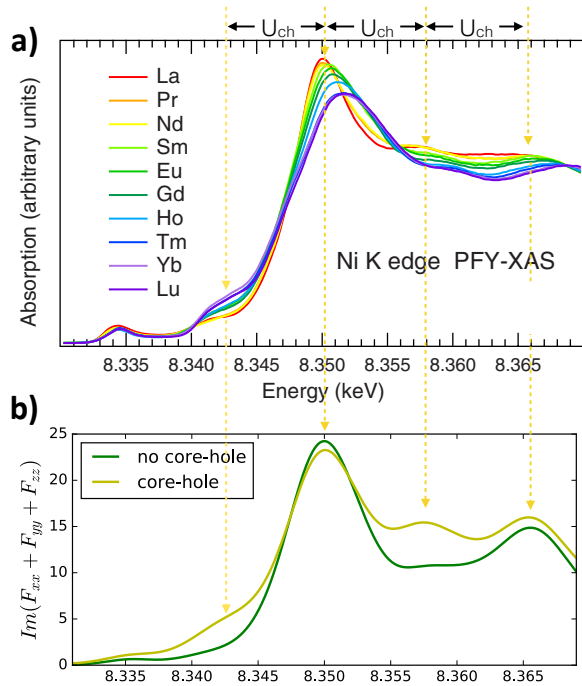 U_ch U_ch U_ch
a)
La
Pr
Nd
Sm
Eu
Gd
Ho
Tm
Yb
Lu
Absorption (arbitrary units)
Ni K edge PFY-XAS
8.335 8.340 8.345 8.350 8.355 8.360 8.365
Energy (keV)
b)
25
20
15
10
5
0
no core-hole
core-hole
Im(F_xx + F_yy + F_zz)
8.335 8.340 8.345 8.350 8.355 8.360 8.365